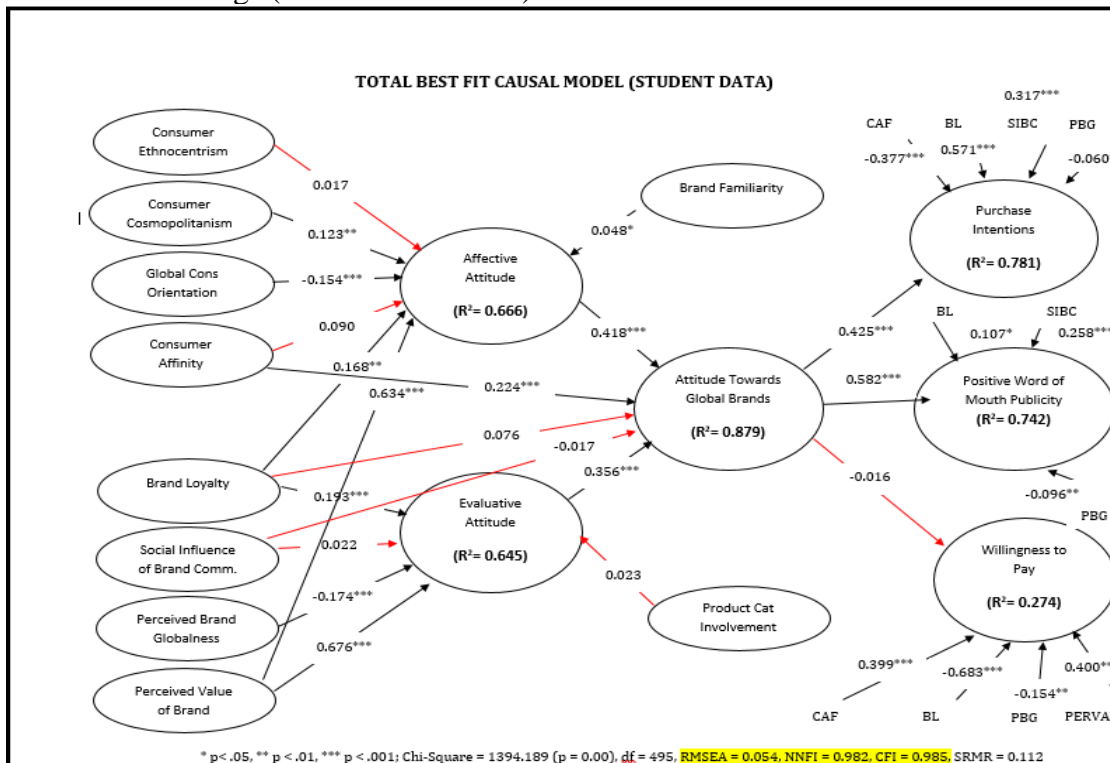 TOTAL BEST FIT CAUSAL MODEL (STUDENT DATA)
Consumer
Ethnocentrism
Consumer
Cosmopolitanism
Global Cons
Orientation
Consumer
Affinity
Brand Loyalty
Social Influence
of Brand Comm.
Perceived Brand
Globalness
Perceived Value
of Brand
0.017
0.123**
-0.154***
0.090
0.168**
0.634***
0.224***
0.076
-0.017
0.193***
0.022
-0.174***
0.676***
Affective
Attitude
(R²= 0.666)
Evaluative
Attitude
(R²= 0.645)
Brand Familiarity
0.048*
0.418***
0.356***
0.023
Product Cat
Involvement
Attitude Towards
Global Brands
(R²= 0.879)
0.425***
0.582***
-0.016
0.317***
CAF BL SIBC PBG
-0.377*** 0.571*** -0.060
Purchase
Intentions
(R²= 0.781)
BL SIBC
0.107* 0.258***
Positive Word of
Mouth Publicity
(R²= 0.742)
-0.096**
PBG
Willingness to
Pay
(R²= 0.274)
0.399*** -0.683*** -0.154** 0.400**
CAF BL PBG PERVA
* p<.05, ** p <.01, *** p <.001; Chi-Square = 1394.189 (p = 0.00), df = 495, RMSEA = 0.054, NNFI = 0.982, CFI = 0.985, SRMR = 0.112